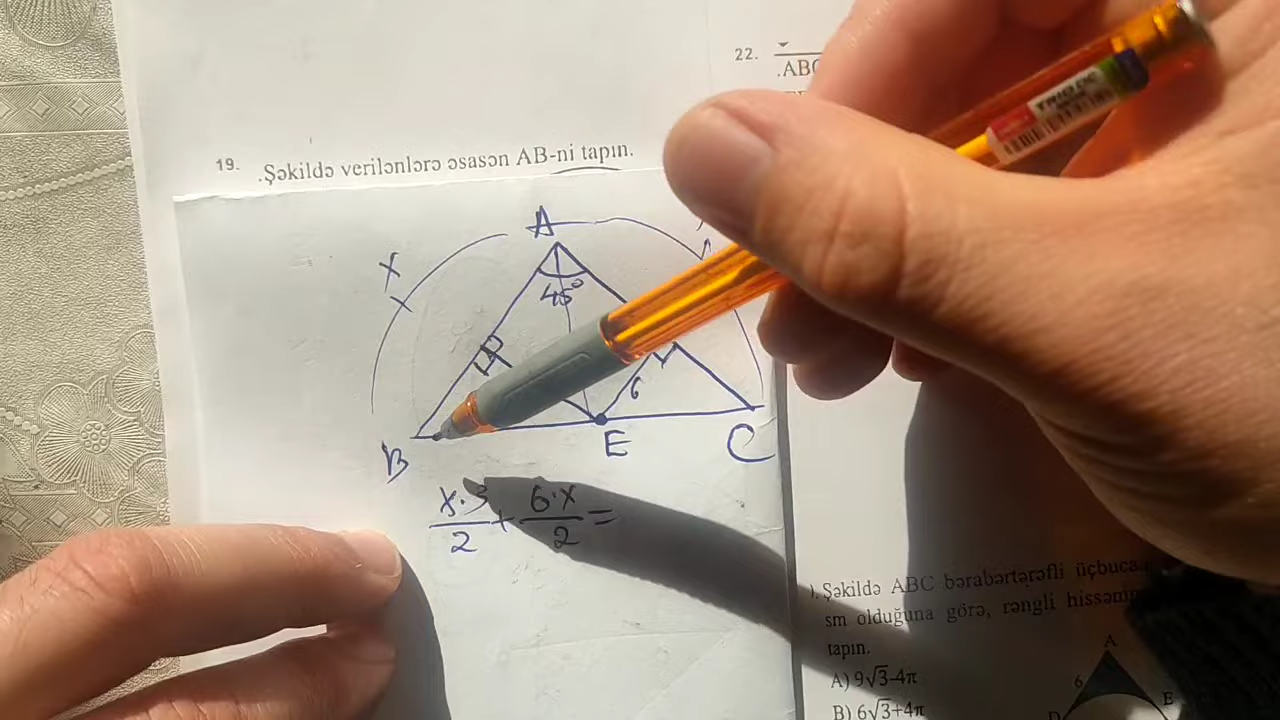 22.
.ABC
19. .Şəkildə verilənlərə əsasən AB-ni tapın.
A
x
45°
6
E
B
C
x·3/2 + 6·x/2 =
). Şəkildə ABC bərabərtərəfli üçbuca
sm olduğuna görə, rəngli hissənin
tapın.
A) 9√3-4π
B) 6√3+4π
A
6
E
D